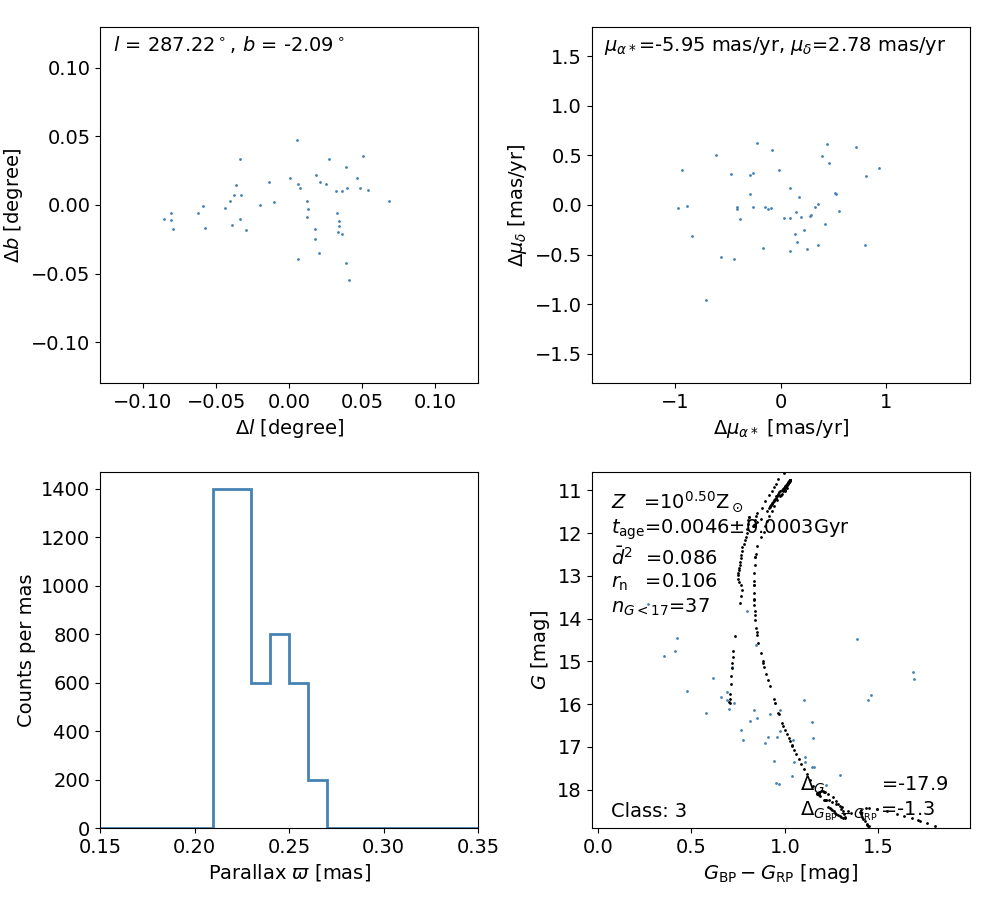 l = 287.22°, b = -2.09°
0.10
0.05
0.00
−0.05
−0.10
−0.10 −0.05 0.00 0.05 0.10
Δl [degree]
Δb [degree]
μα*=-5.95 mas/yr, μδ=2.78 mas/yr
1.5
1.0
0.5
0.0
−0.5
−1.0
−1.5
−1 0 1
Δμα* [mas/yr]
Δμδ [mas/yr]
1400
1200
1000
800
600
400
200
0
0.15 0.20 0.25 0.30 0.35
Parallax ϖ [mas]
Counts per mas
11
12
13
14
15
16
17
18
Z =10^0.50 Z⊙
tage=0.0046±0.0003Gyr
d̄² =0.086
rn =0.106
nG<17=37
ΔG =-17.9
Class: 3 ΔGBP−GRP =-1.3
0.0 0.5 1.0 1.5
GBP − GRP [mag]
G [mag]